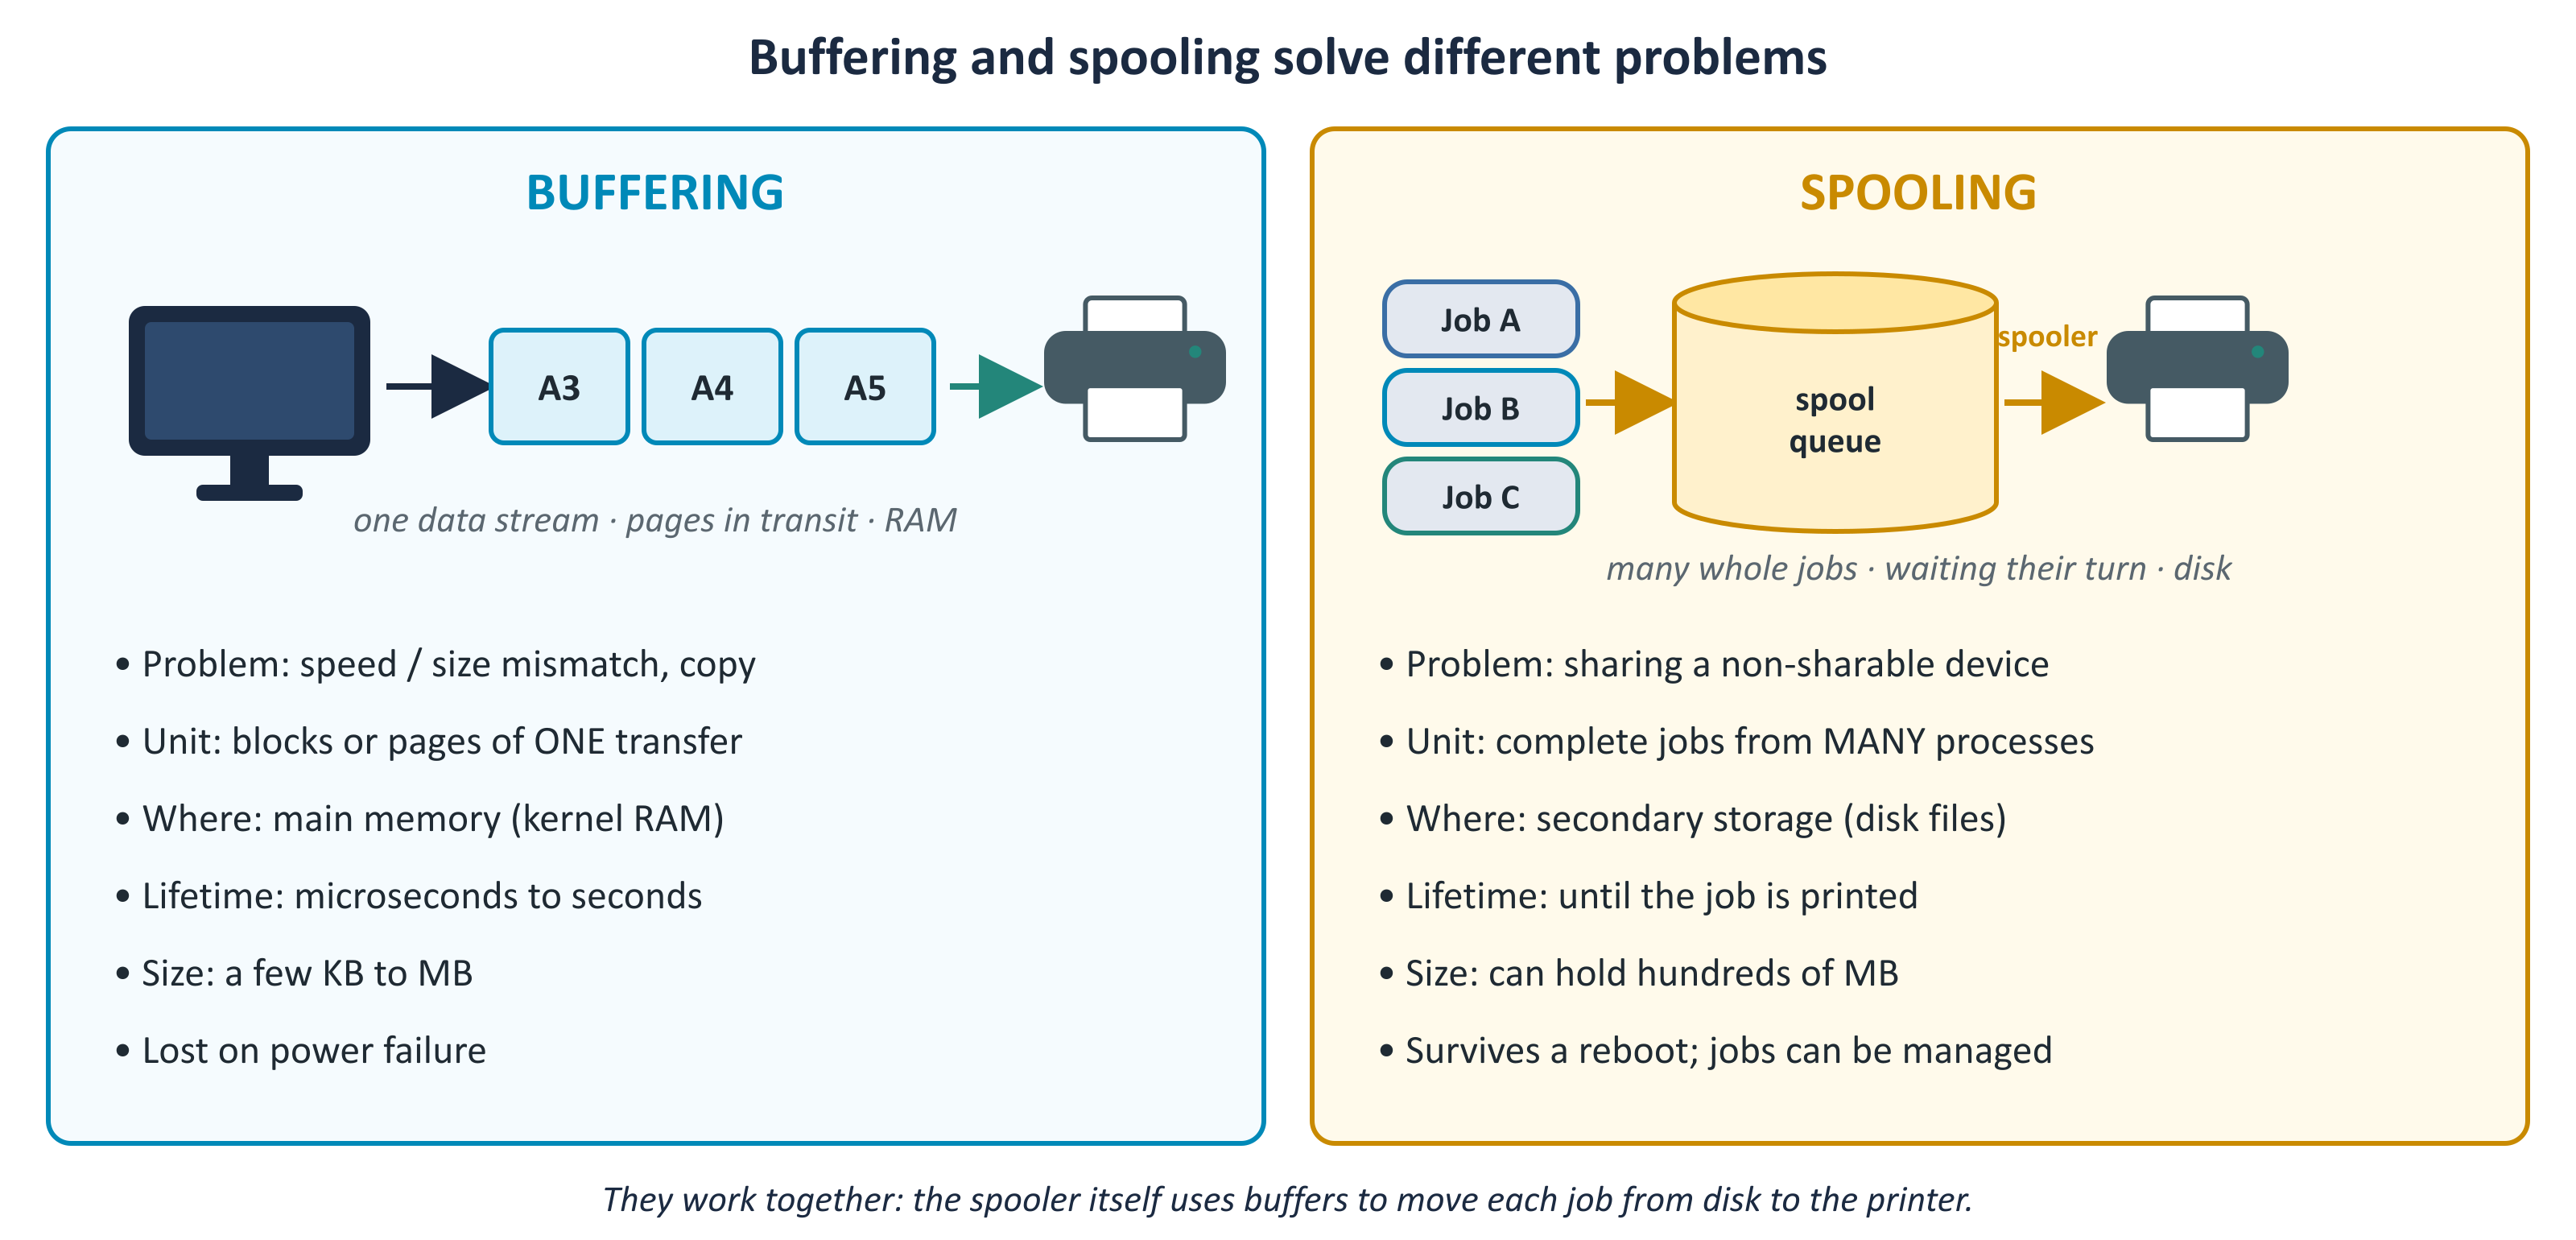 Buffering and spooling solve different problems
BUFFERING
A3
A4
A5
one data stream · pages in transit · RAM
• Problem: speed / size mismatch, copy
• Unit: blocks or pages of ONE transfer
• Where: main memory (kernel RAM)
• Lifetime: microseconds to seconds
• Size: a few KB to MB
• Lost on power failure
SPOOLING
Job A
Job B
Job C
spool
queue
spooler
many whole jobs · waiting their turn · disk
• Problem: sharing a non-sharable device
• Unit: complete jobs from MANY processes
• Where: secondary storage (disk files)
• Lifetime: until the job is printed
• Size: can hold hundreds of MB
• Survives a reboot; jobs can be managed
They work together: the spooler itself uses buffers to move each job from disk to the printer.